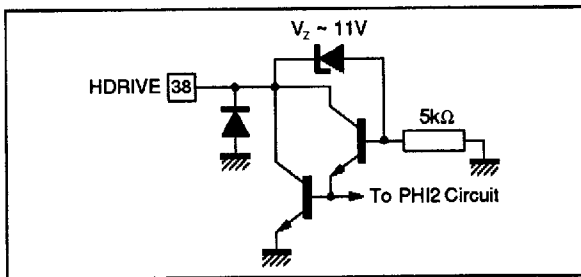 V_Z ~ 11V
HDRIVE 38
5kΩ
To PHI2 Circuit